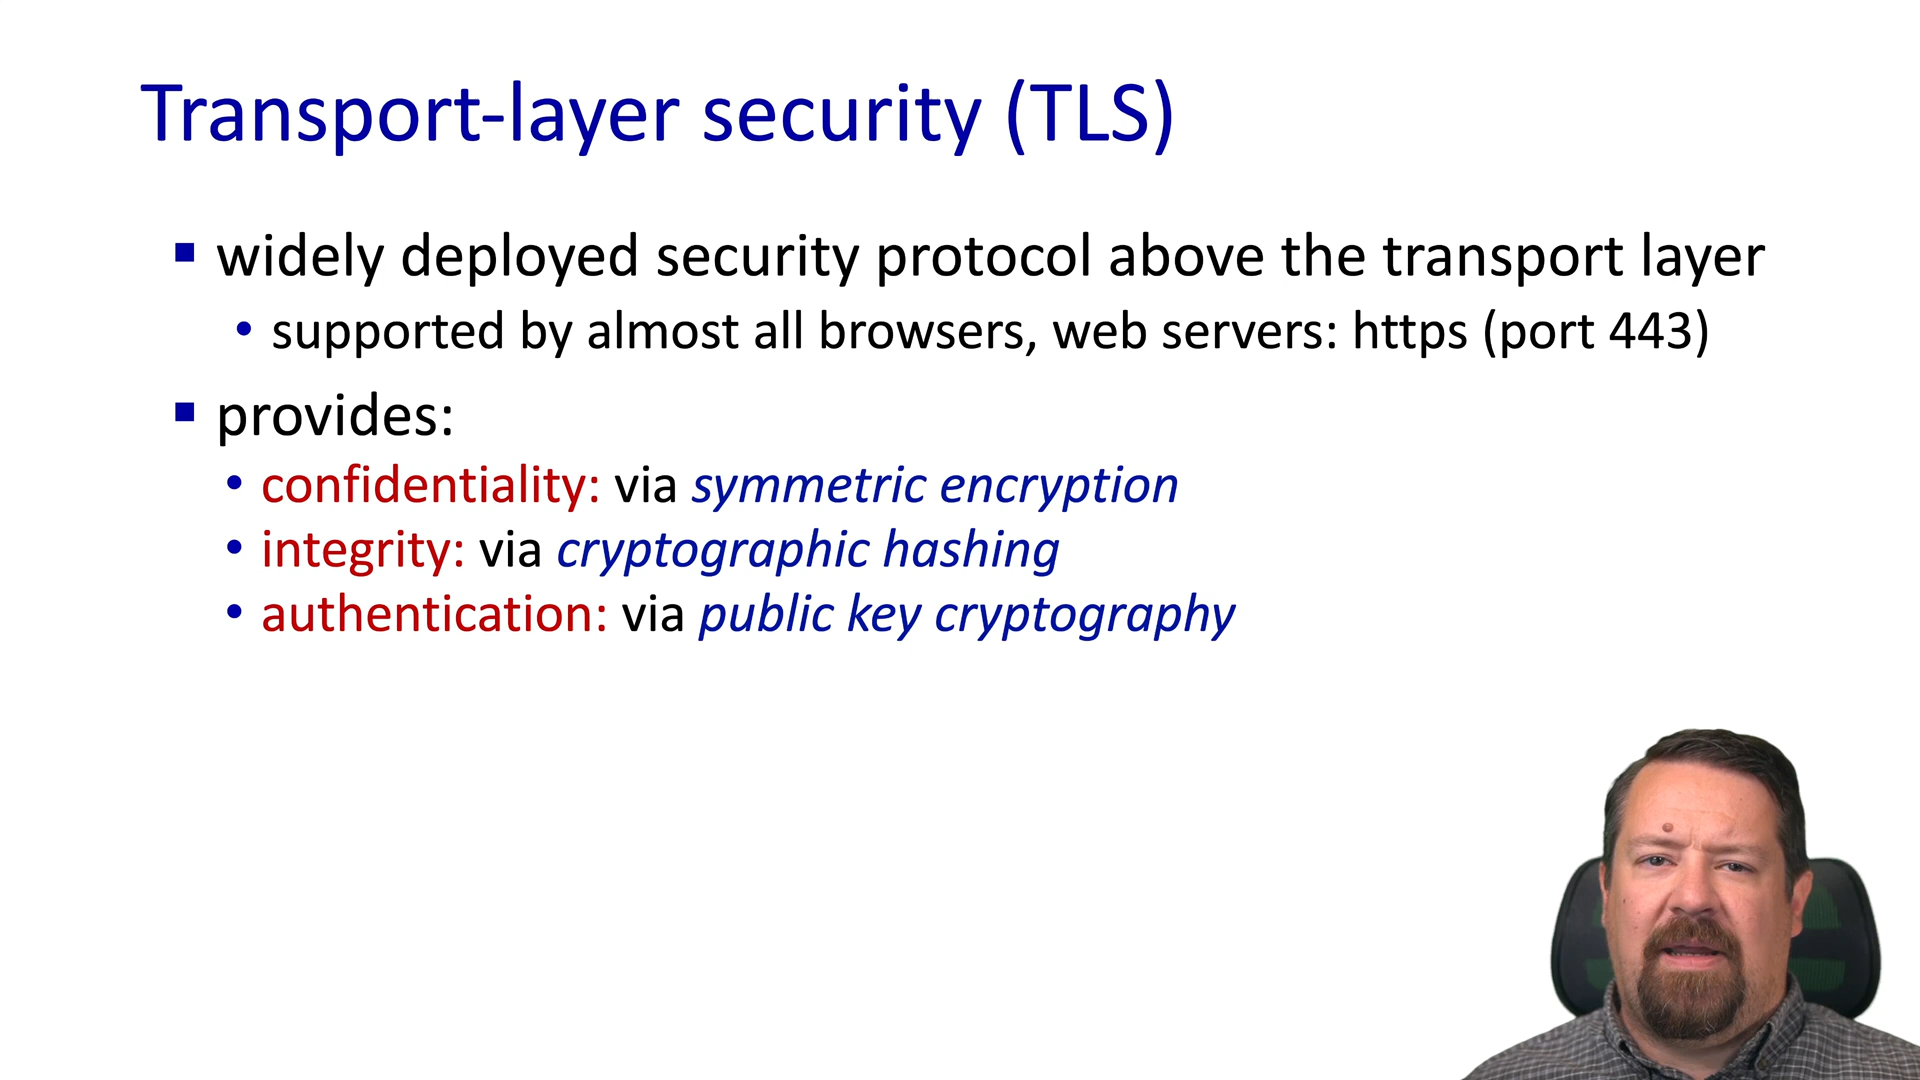 Transport-layer security (TLS)
widely deployed security protocol above the transport layer
supported by almost all browsers, web servers: https (port 443)
provides:
confidentiality: via symmetric encryption
integrity: via cryptographic hashing
authentication: via public key cryptography